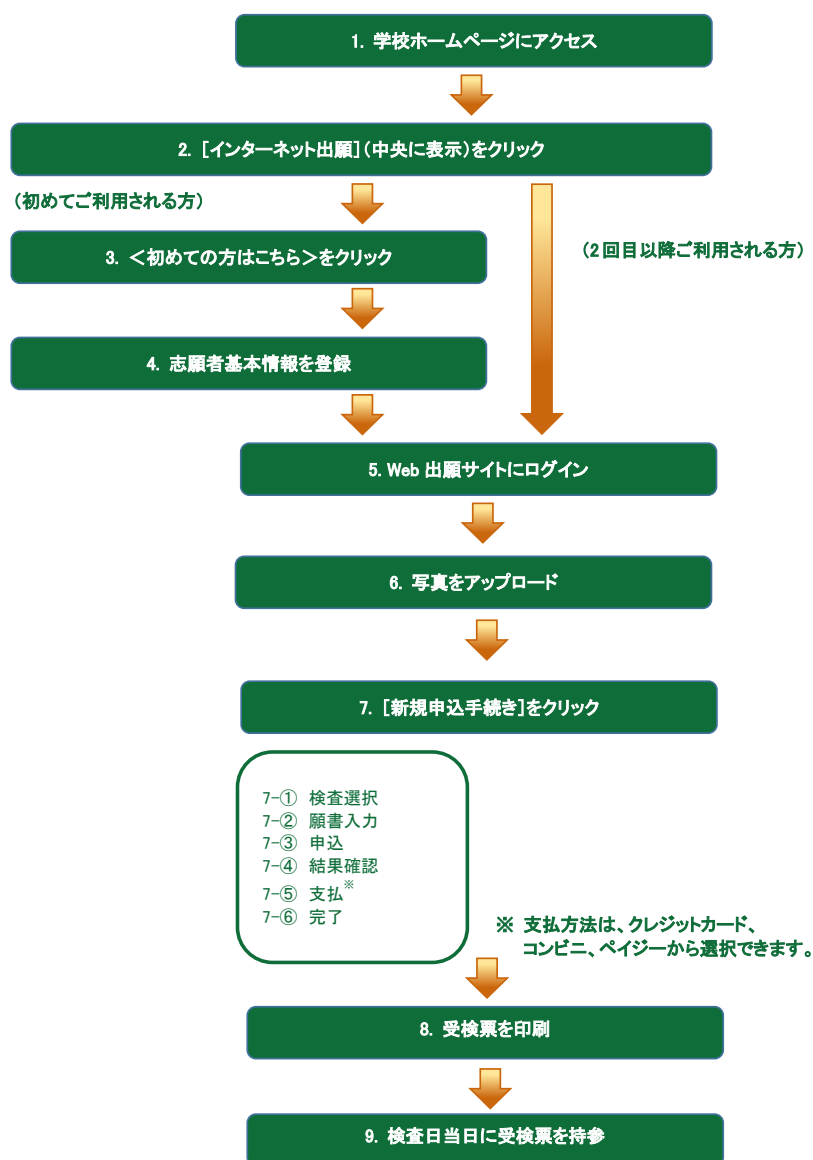 1. 学校ホームページにアクセス
2. [インターネット出願](中央に表示)をクリック
(初めてご利用される方)
(2回目以降ご利用される方)
3. <初めての方はこちら>をクリック
4. 志願者基本情報を登録
5. Web 出願サイトにログイン
6. 写真をアップロード
7. [新規申込手続き]をクリック
7-① 検査選択
7-② 願書入力
7-③ 申込
7-④ 結果確認
7-⑤ 支払※
7-⑥ 完了
※ 支払方法は、クレジットカード、
コンビニ、ペイジーから選択できます。
8. 受検票を印刷
9. 検査日当日に受検票を持参